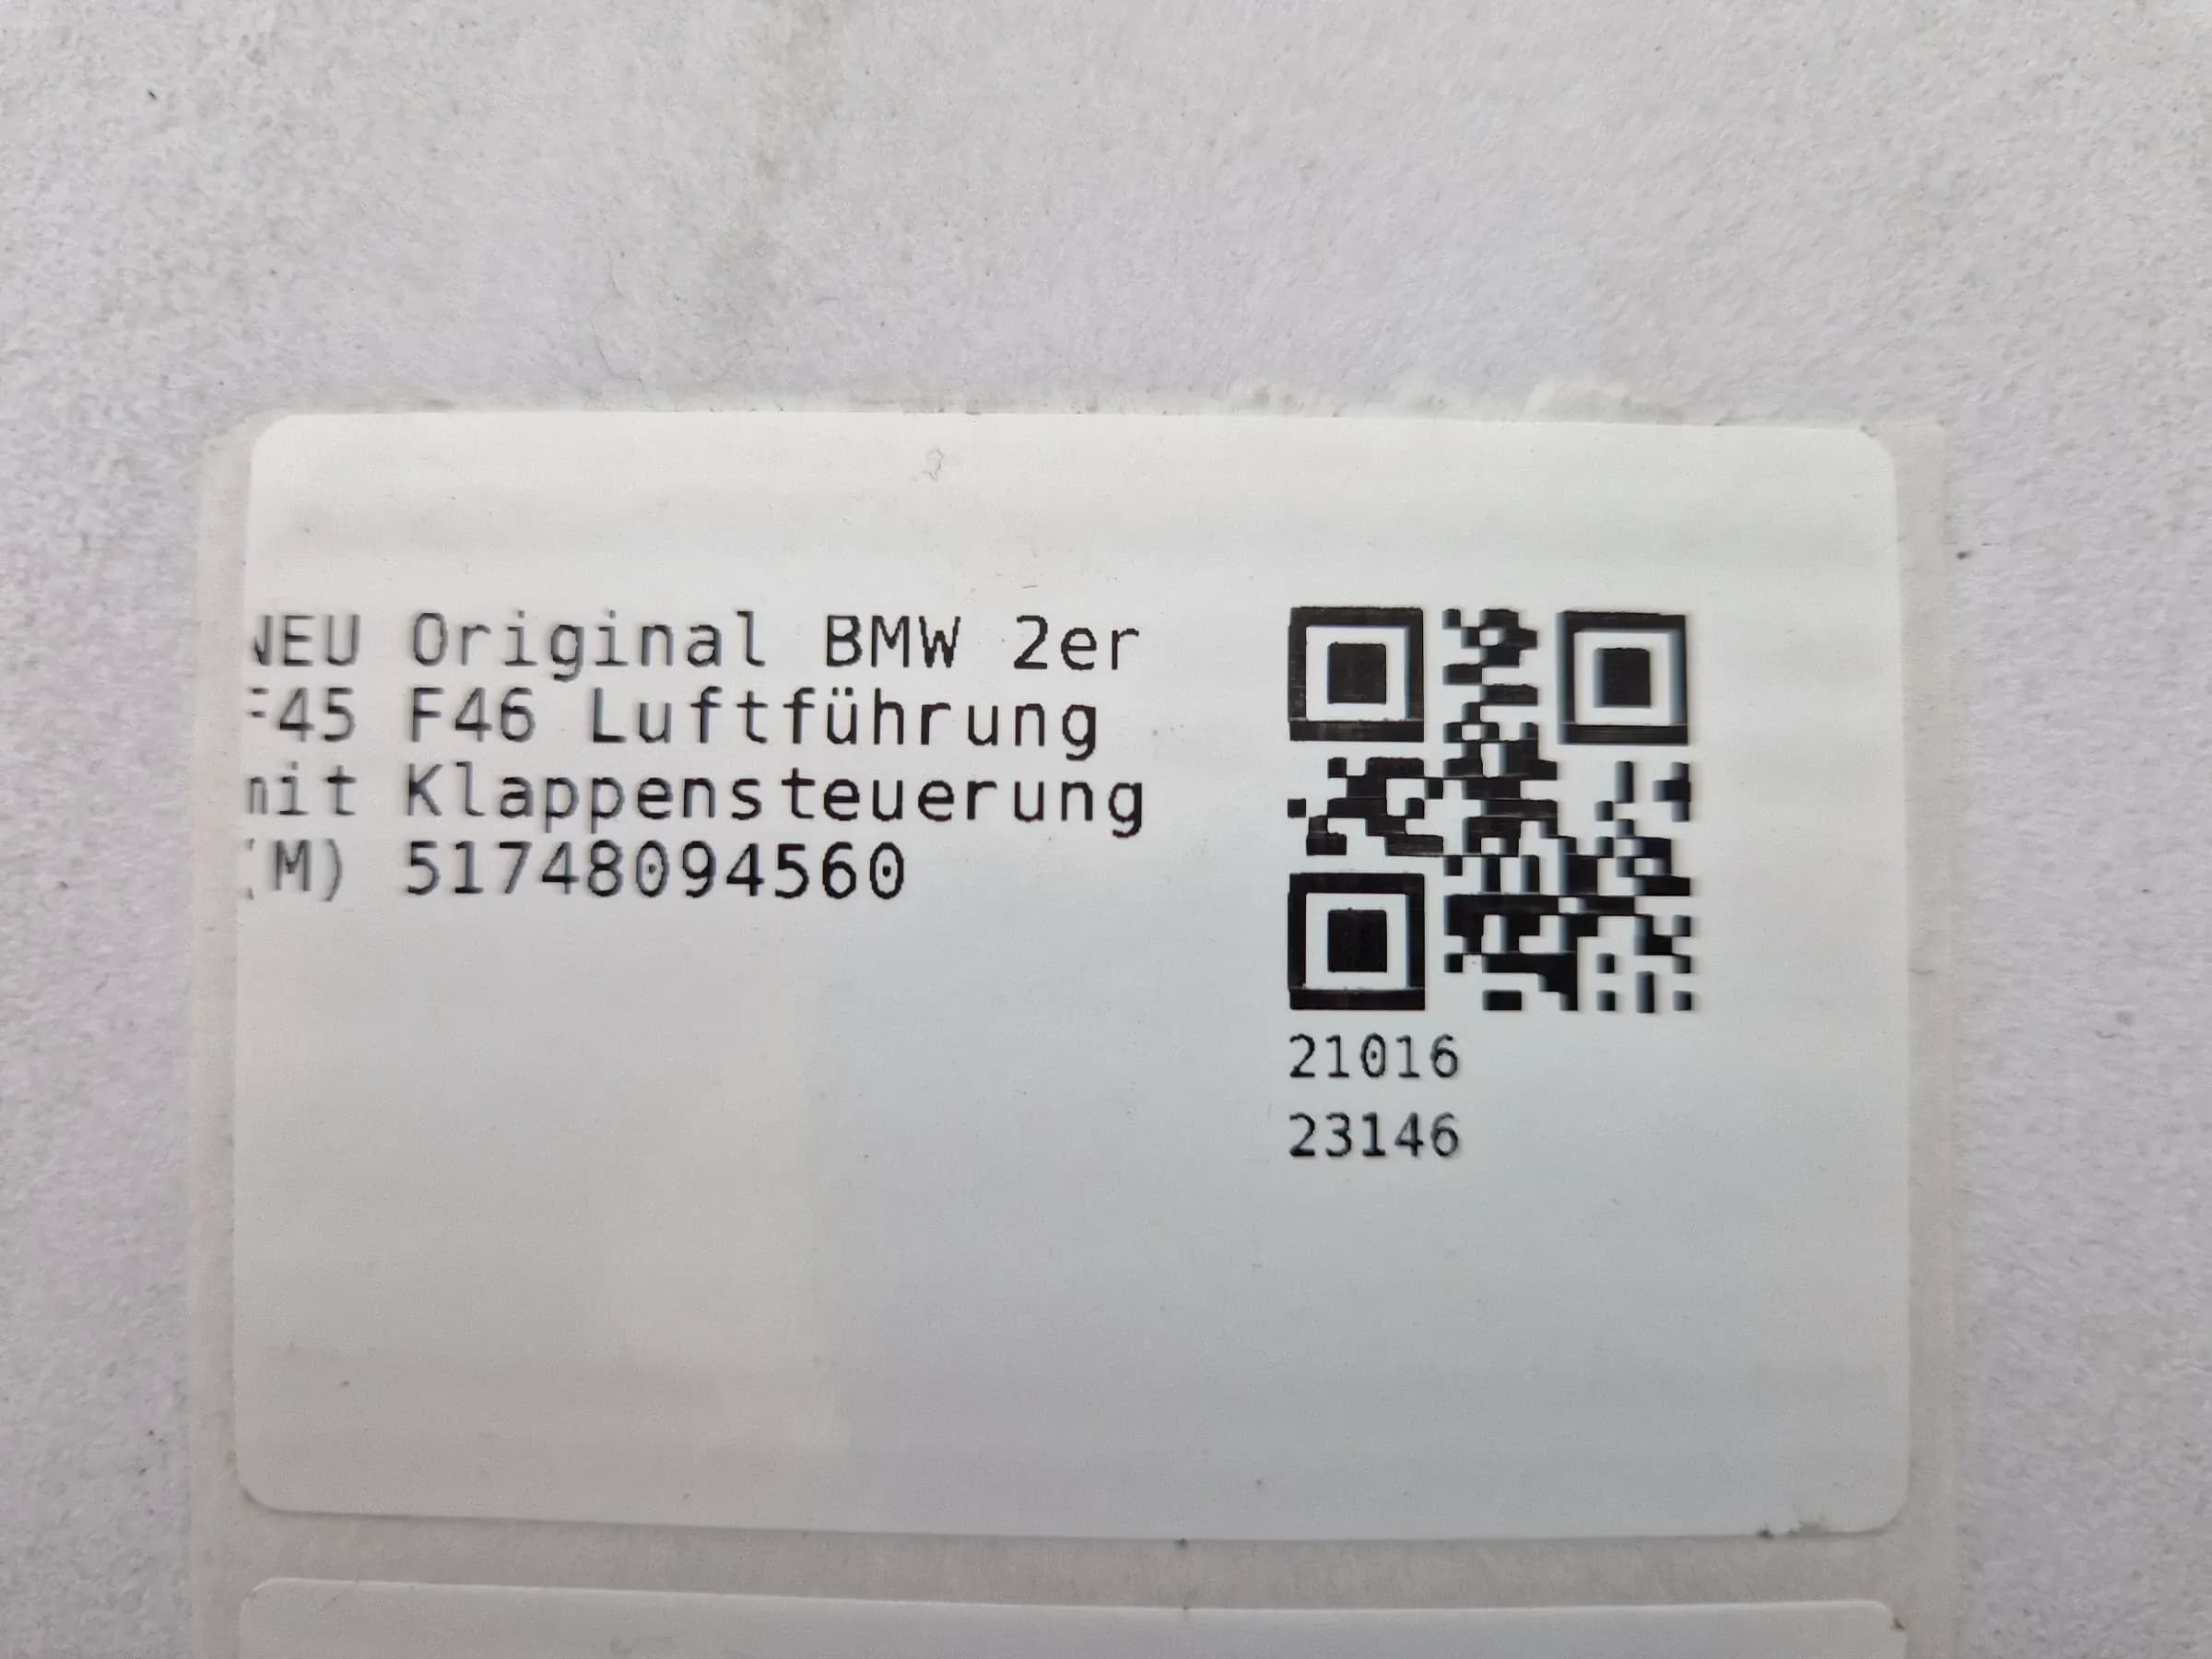 NEU Original BMW 2er
F45 F46 Luftführung
mit Klappensteuerung
(M) 51748094560
21016
23146